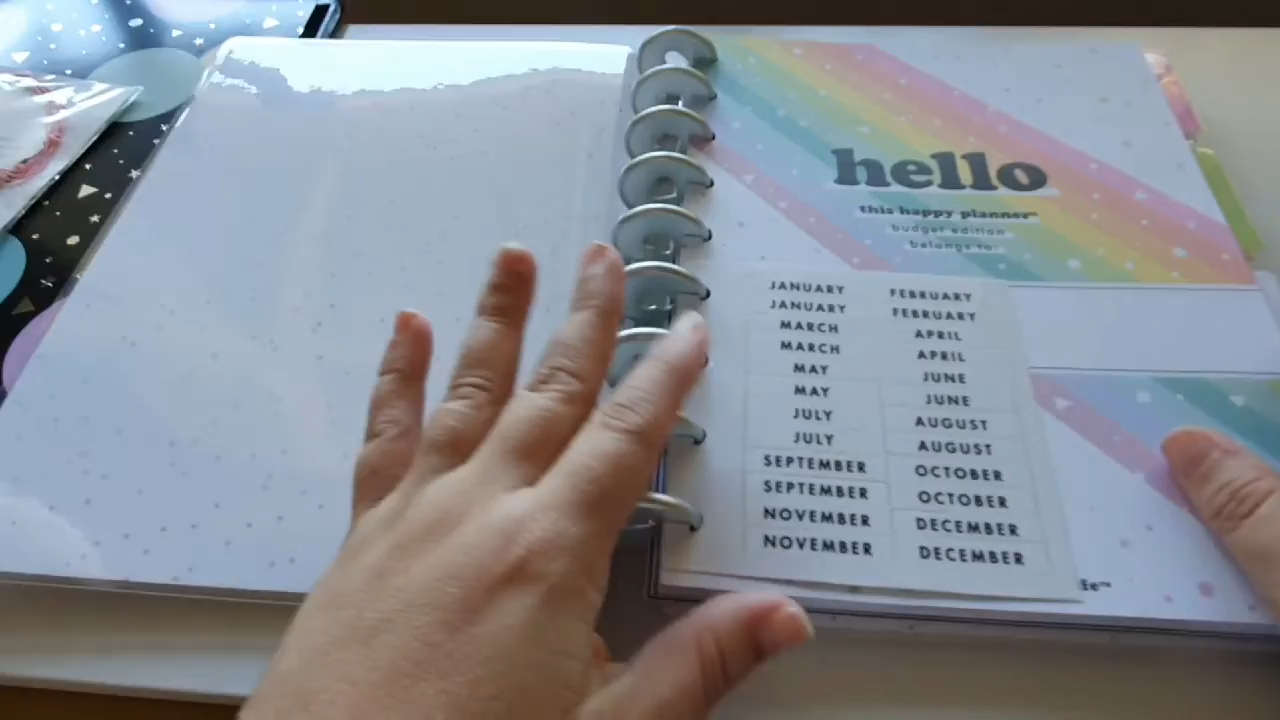 hello
this happy planner™
budget edition
belongs to:
JANUARY FEBRUARY
JANUARY FEBRUARY
MARCH APRIL
MARCH APRIL
MAY JUNE
MAY JUNE
JULY AUGUST
JULY AUGUST
SEPTEMBER OCTOBER
SEPTEMBER OCTOBER
NOVEMBER DECEMBER
NOVEMBER DECEMBER